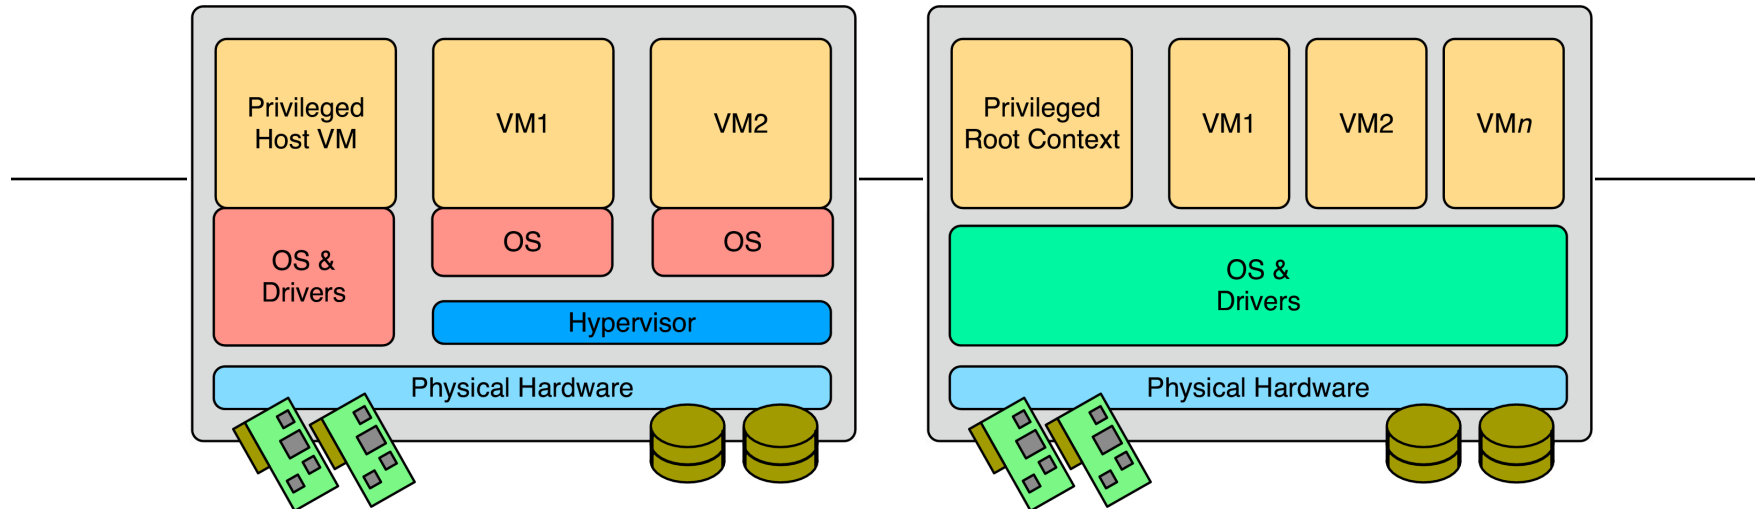 Privileged
Host VM
VM1
VM2
OS &
Drivers
OS
OS
Hypervisor
Physical Hardware
Privileged
Root Context
VM1
VM2
VMn
OS &
Drivers
Physical Hardware